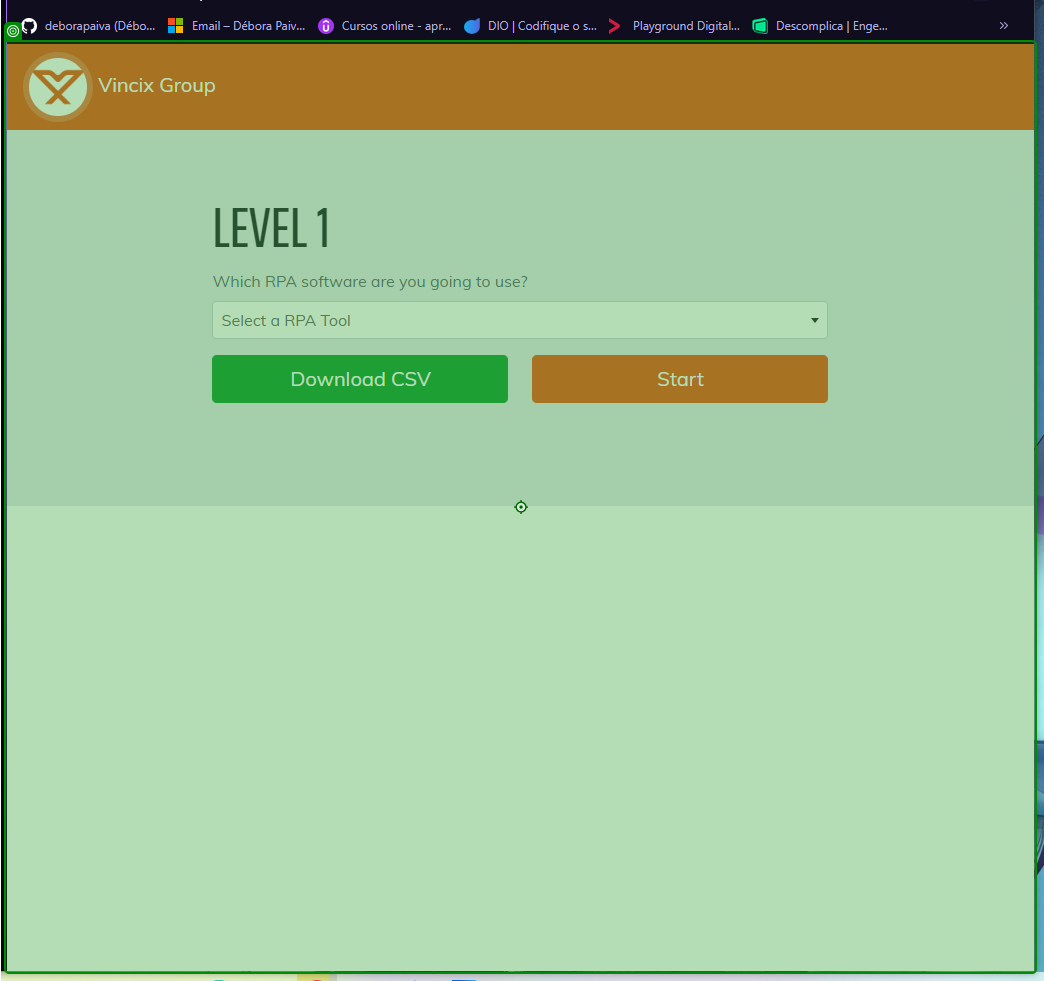 deborapaiva (Débo... Email – Débora Paiv... Cursos online - apr... DIO | Codifique o s... Playground Digital... Descomplica | Enge... »
Vincix Group
LEVEL 1
Which RPA software are you going to use?
Select a RPA Tool
Download CSV Start